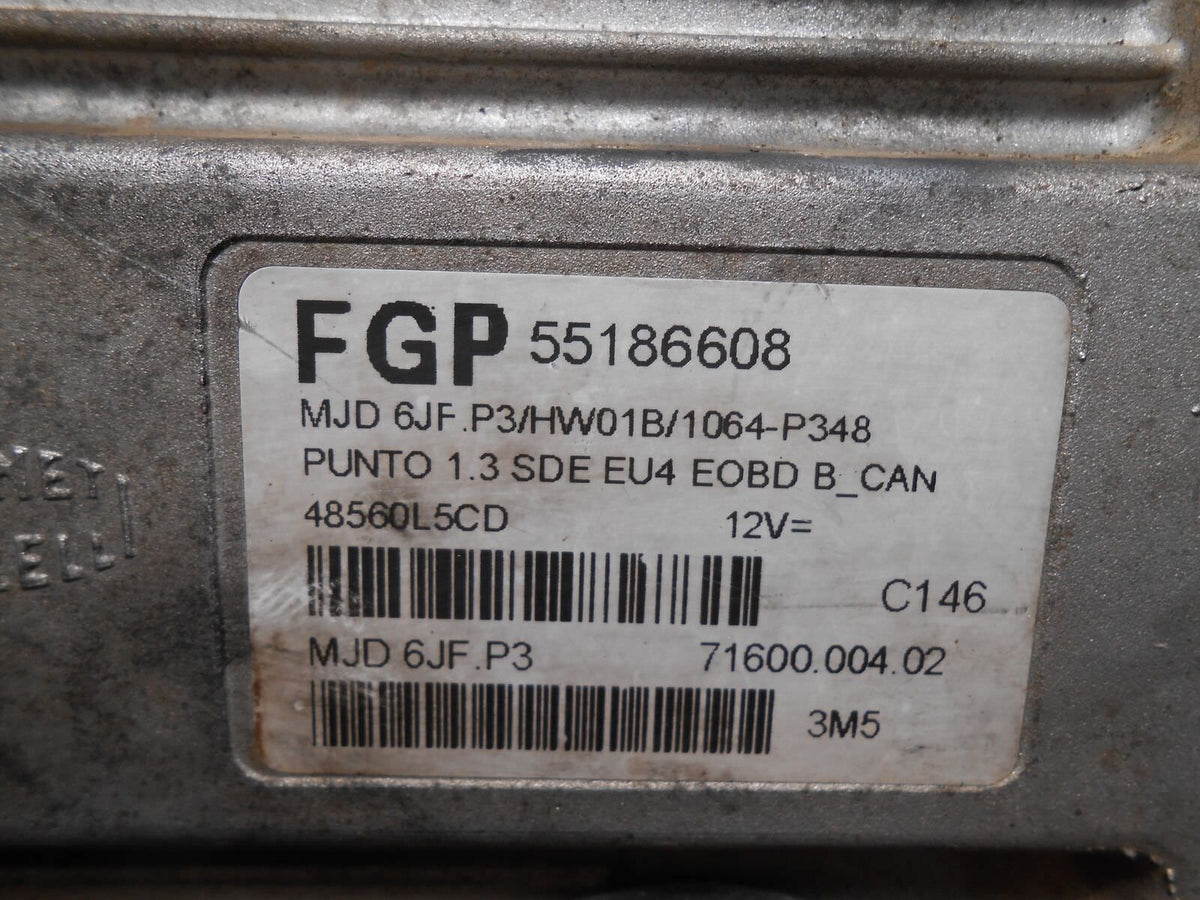 FGP 55186608
MJD 6JF.P3/HW01B/1064-P348
PUNTO 1.3 SDE EU4 EOBD B_CAN
48560L5CD 12V=
C146
MJD 6JF.P3 71600.004.02
3M5